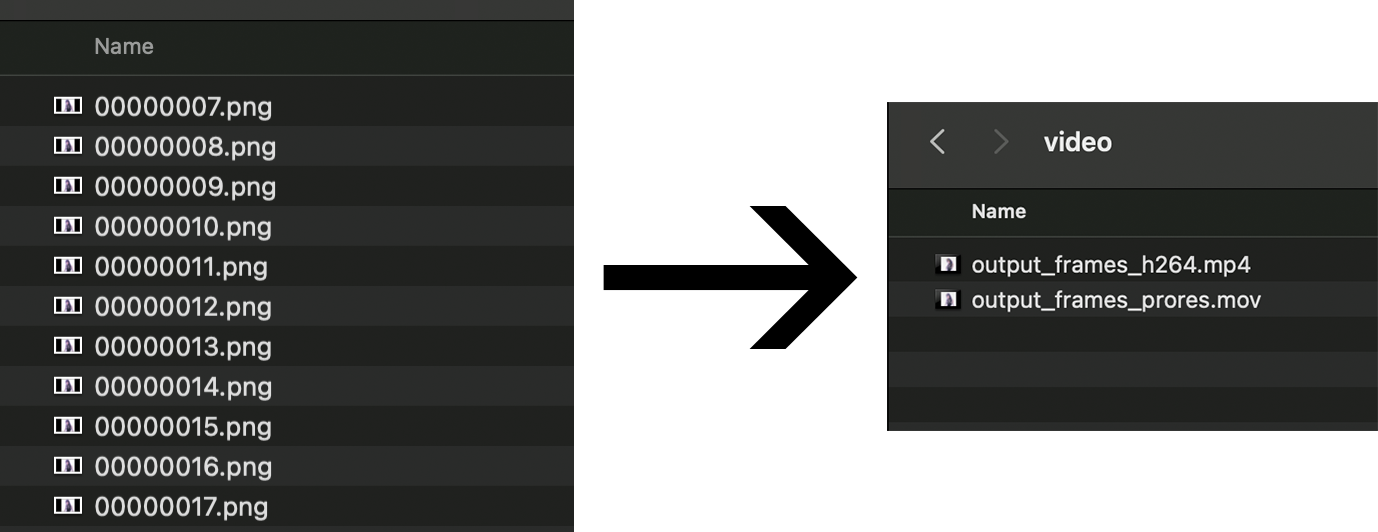 Name
00000007.png
00000008.png
00000009.png
00000010.png
00000011.png
00000012.png
00000013.png
00000014.png
00000015.png
00000016.png
00000017.png
video
Name
output_frames_h264.mp4
output_frames_prores.mov